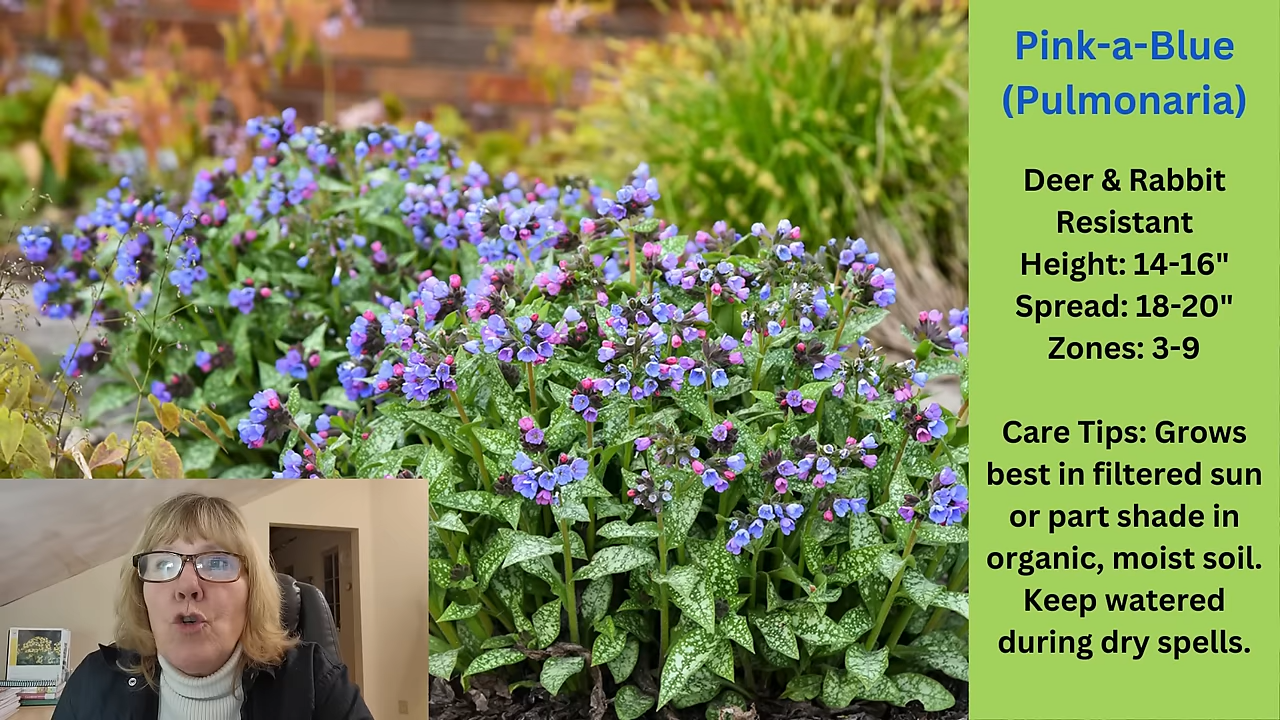 Pink-a-Blue
(Pulmonaria)
Deer & Rabbit
Resistant
Height: 14-16"
Spread: 18-20"
Zones: 3-9
Care Tips: Grows
best in filtered sun
or part shade in
organic, moist soil.
Keep watered
during dry spells.